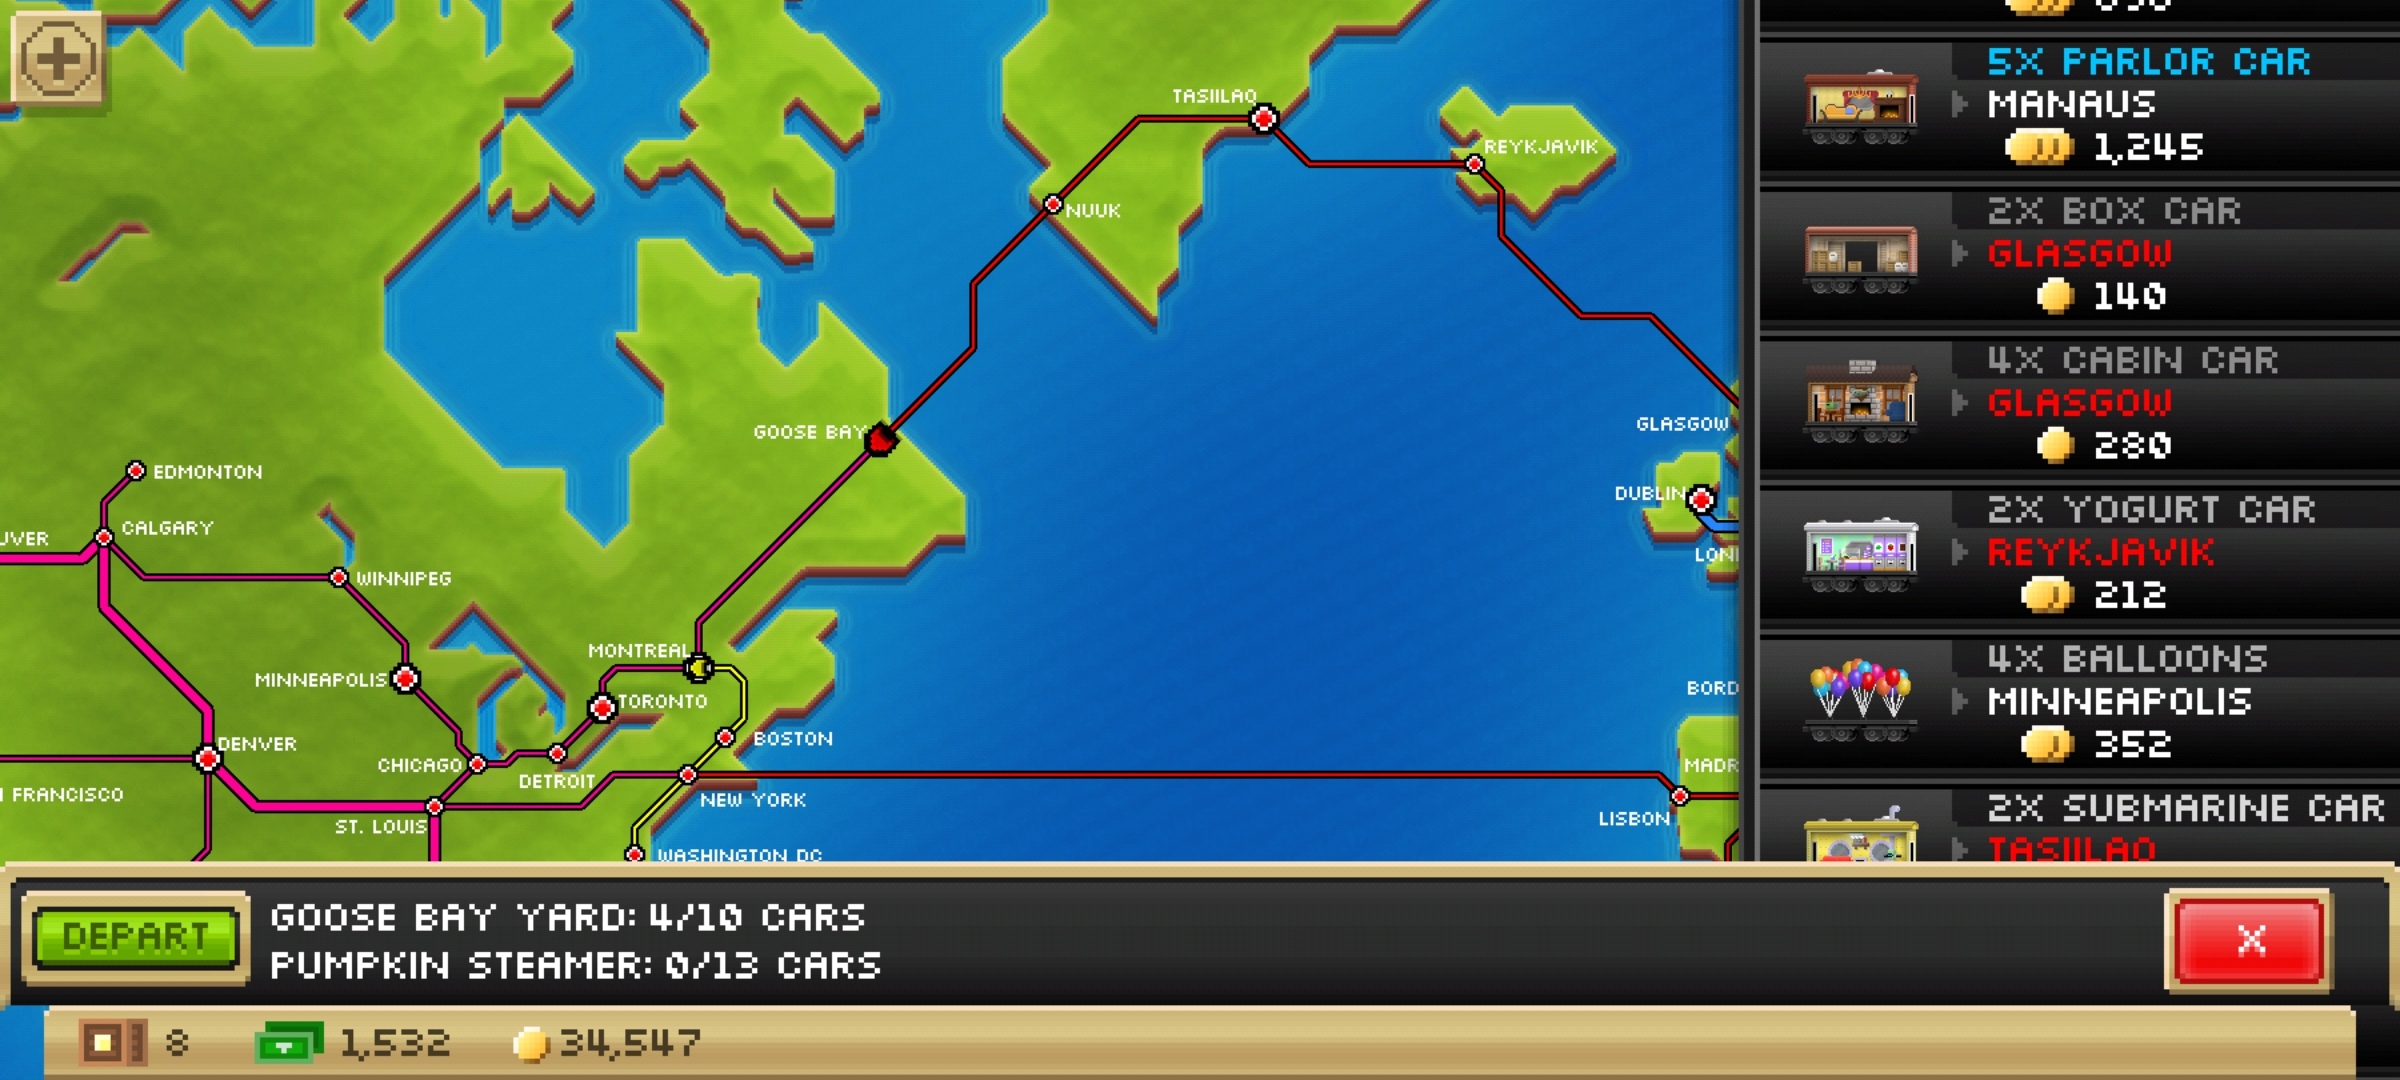 TASIILAQ
REYKJAVIK
NUUK
GLASGOW
GOOSE BAY
EDMONTON
DUBLIN
CALGARY
WINNIPEG
MONTREAL
MINNEAPOLIS
TORONTO
BOSTON
DENVER
CHICAGO
DETROIT
NEW YORK
FRANCISCO
LISBON
ST. LOUIS
WASHINGTON DC
5X PARLOR CAR
MANAUS
1,245
2X BOX CAR
GLASGOW
140
4X CABIN CAR
GLASGOW
280
2X YOGURT CAR
REYKJAVIK
212
4X BALLOONS
MINNEAPOLIS
352
2X SUBMARINE CAR
TASIILAQ
DEPART
GOOSE BAY YARD: 4/10 CARS
PUMPKIN STEAMER: 0/13 CARS
X
8
1,532
34,547